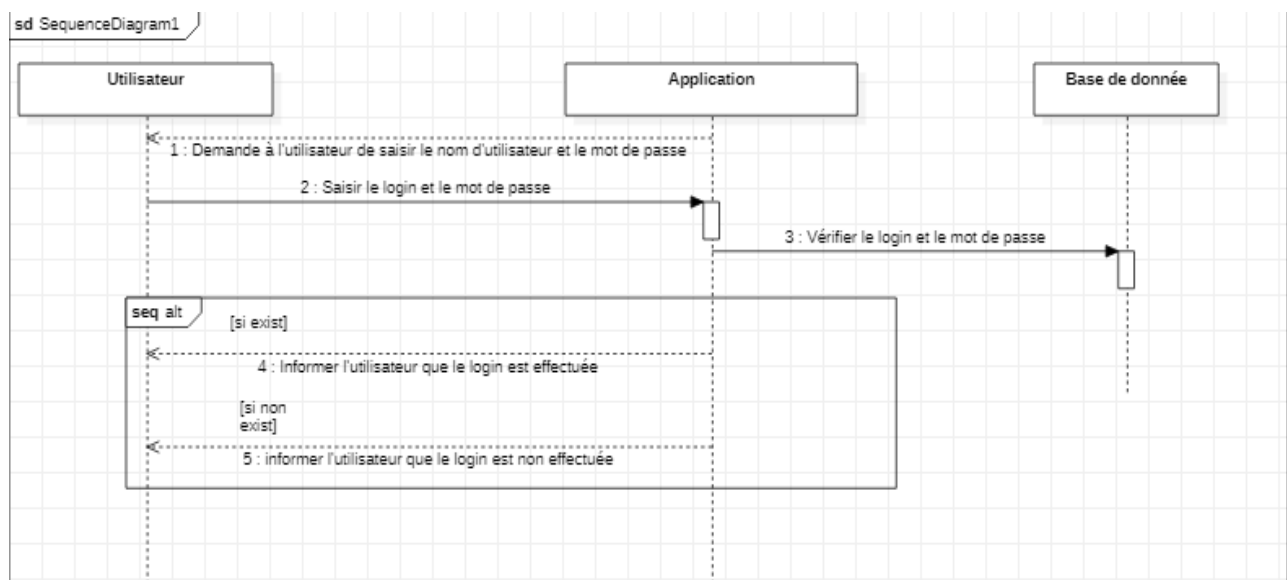 sd SequenceDiagram1
Utilisateur
Application
Base de donnée
1 : Demande à l'utilisateur de saisir le nom d'utilisateur et le mot de passe
2 : Saisir le login et le mot de passe
3 : Vérifier le login et le mot de passe
seq alt
[si exist]
4 : Informer l'utilisateur que le login est effectuée
[si non
exist]
5 : informer l'utilisateur que le login est non effectuée